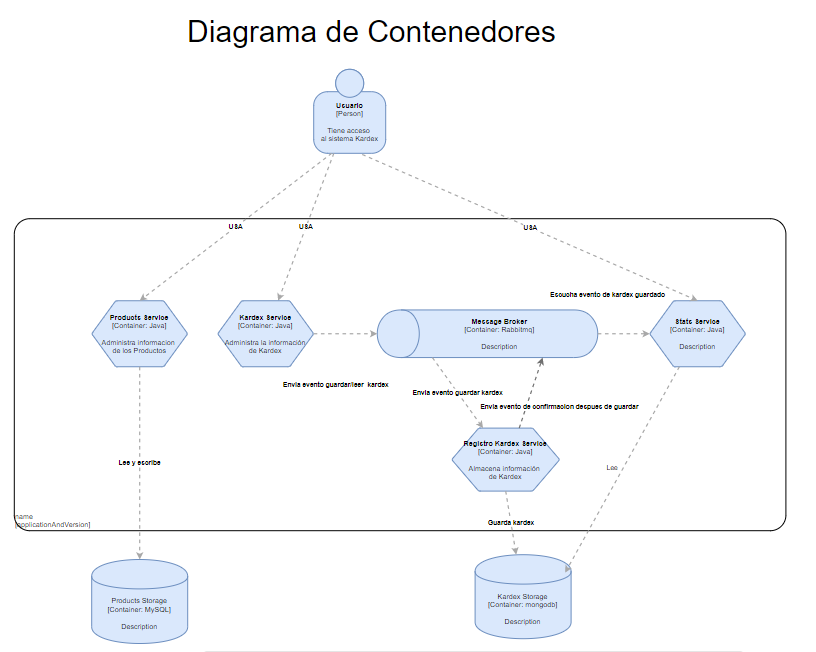 Diagrama de Contenedores
Usuario
[Person]
Tiene acceso
al sistema Kardex
USA
USA
USA
Escucha evento de kardex guardado
Products Service
[Container: Java]
Administra informacion
de los Productos
Kardex Service
[Container: Java]
Administra la información
de Kardex
Message Broker
[Container: Rabbitmq]
Description
Stats Service
[Container: Java]
Description
Envia evento guardar/leer kardex
Envia evento guardar kardex
Envia evento de confirmacion despues de guardar
Registro Kardex Service
[Container: Java]
Almacena información
de Kardex
Lee y escribe
Lee
name
[applicationAndVersion]
Guarda kardex
Products Storage
[Container: MySQL]
Description
Kardex Storage
[Container: mongodb]
Description